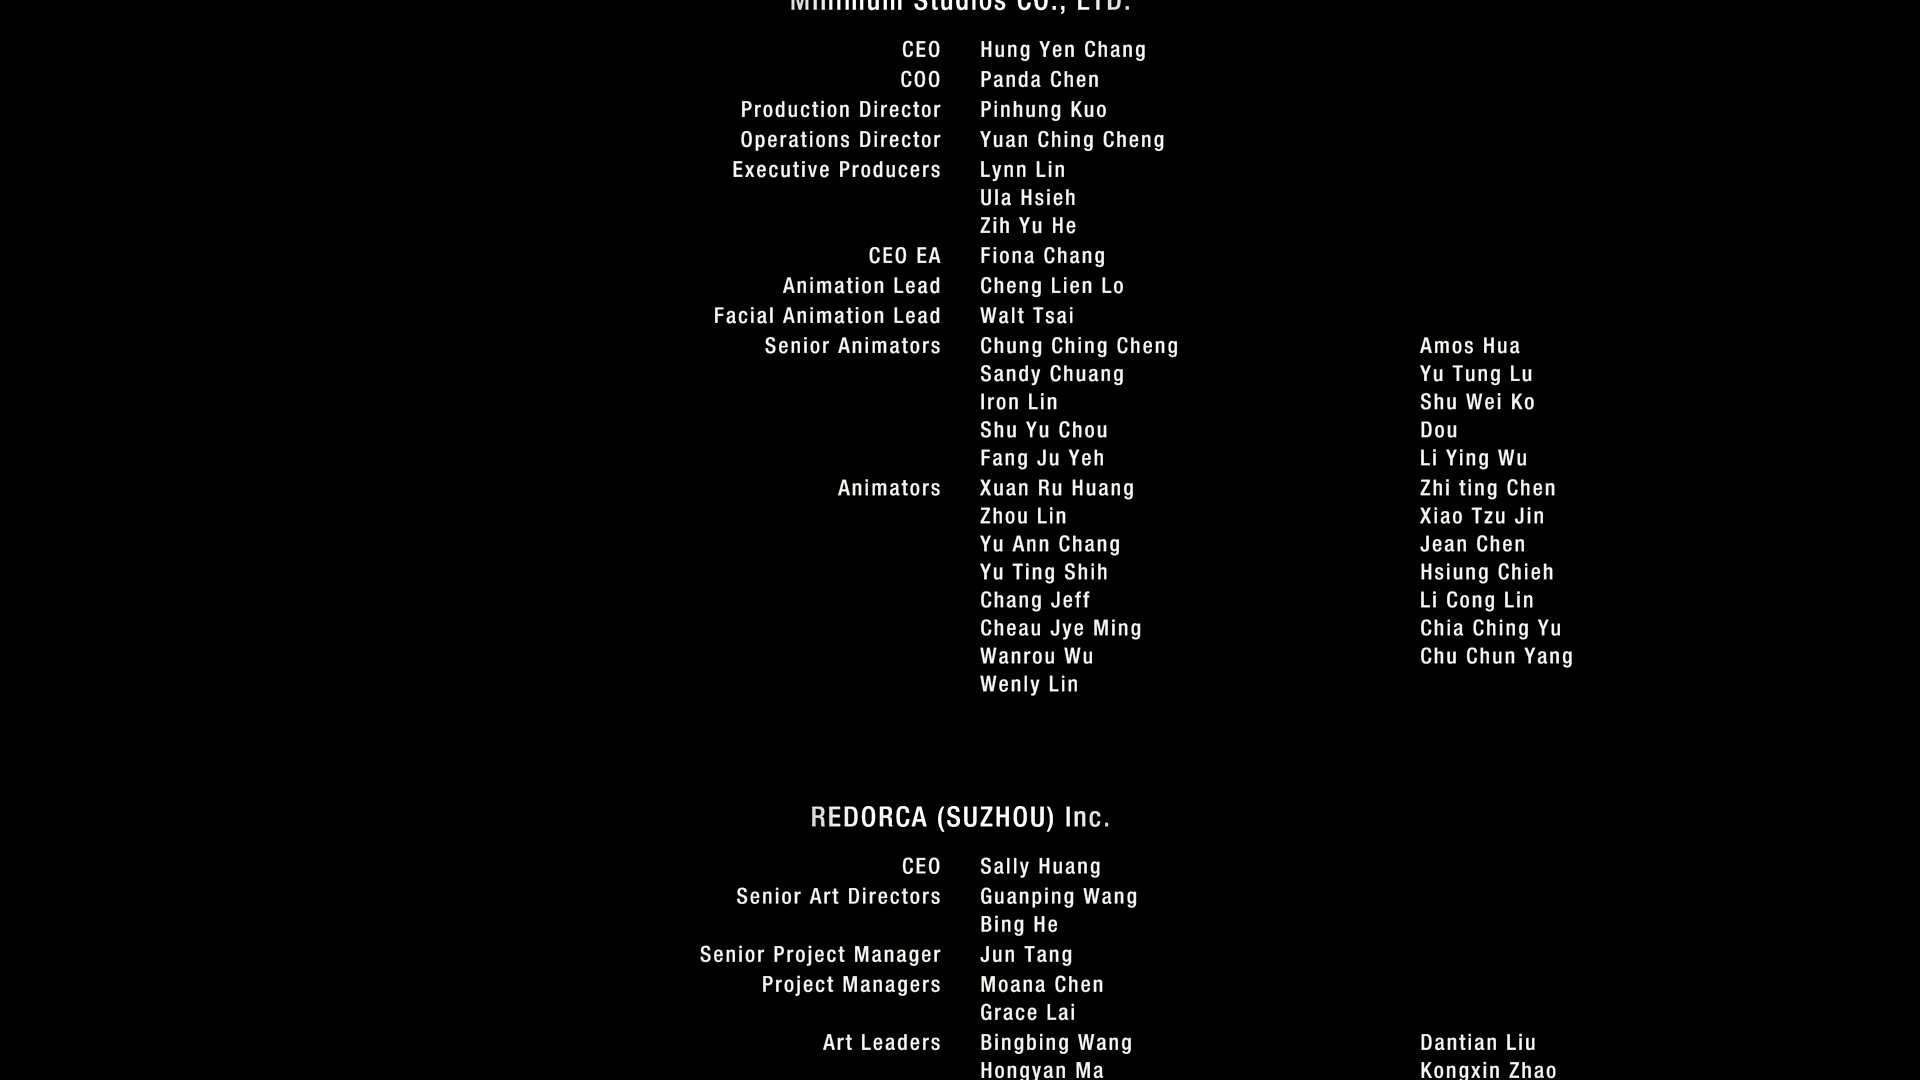 Minimum Studios CO., LTD.
CEO Hung Yen Chang
COO Panda Chen
Production Director Pinhung Kuo
Operations Director Yuan Ching Cheng
Executive Producers Lynn Lin
Ula Hsieh
Zih Yu He
CEO EA Fiona Chang
Animation Lead Cheng Lien Lo
Facial Animation Lead Walt Tsai
Senior Animators Chung Ching Cheng Amos Hua
Sandy Chuang Yu Tung Lu
Iron Lin Shu Wei Ko
Shu Yu Chou Dou
Fang Ju Yeh Li Ying Wu
Animators Xuan Ru Huang Zhi ting Chen
Zhou Lin Xiao Tzu Jin
Yu Ann Chang Jean Chen
Yu Ting Shih Hsiung Chieh
Chang Jeff Li Cong Lin
Cheau Jye Ming Chia Ching Yu
Wanrou Wu Chu Chun Yang
Wenly Lin
REDORCA (SUZHOU) Inc.
CEO Sally Huang
Senior Art Directors Guanping Wang
Bing He
Senior Project Manager Jun Tang
Project Managers Moana Chen
Grace Lai
Art Leaders Bingbing Wang Dantian Liu
Hongyan Ma Kongxin Zhao